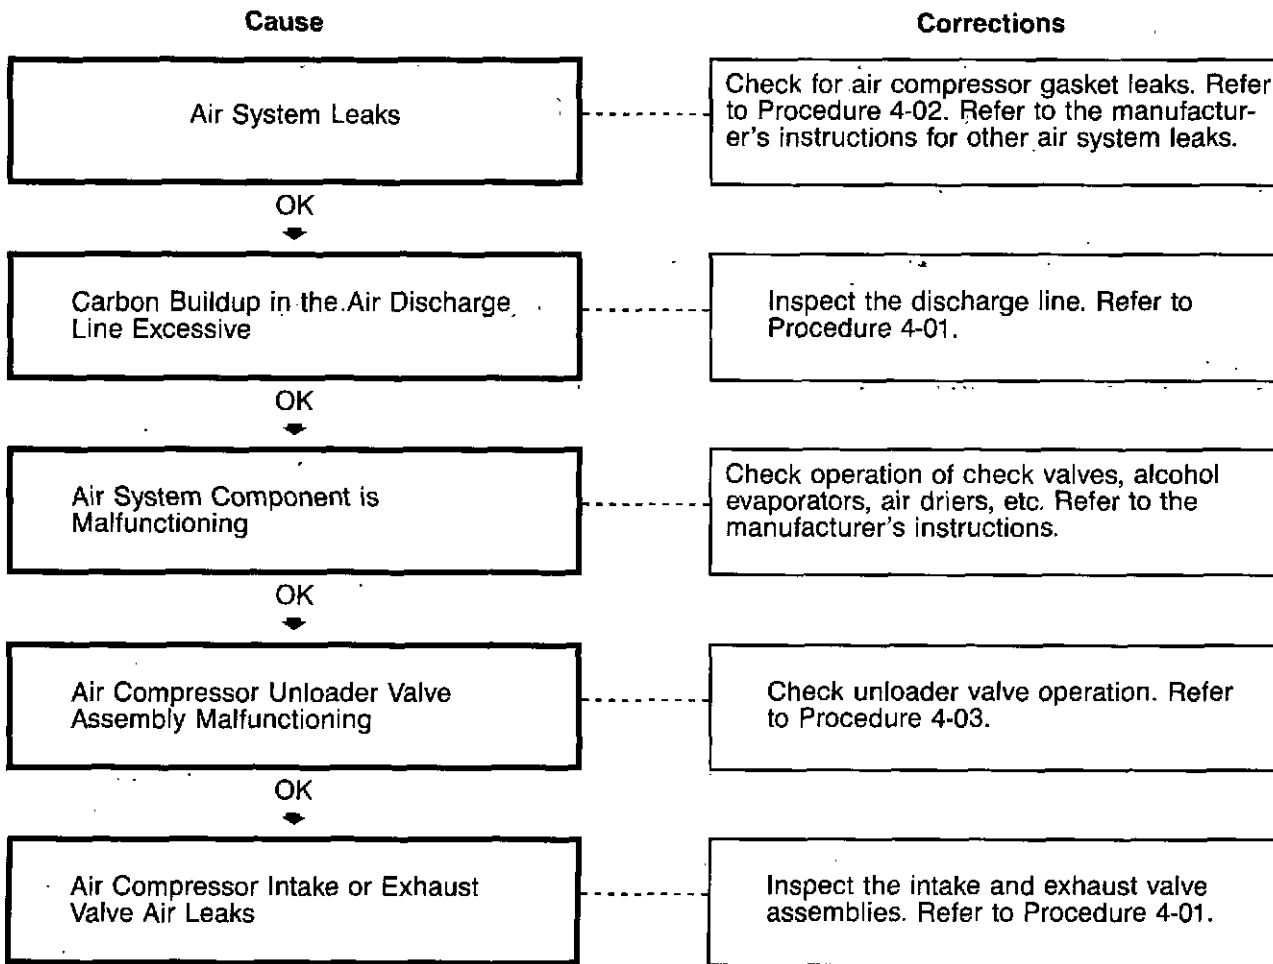 Cause
Corrections
Air System Leaks
Check for air compressor gasket leaks. Refer
to Procedure 4-02. Refer to the manufactur-
er's instructions for other air system leaks.
OK
Carbon Buildup in the Air Discharge
Line Excessive
Inspect the discharge line. Refer to
Procedure 4-01.
OK
Air System Component is
Malfunctioning
Check operation of check valves, alcohol
evaporators, air driers, etc. Refer to the
manufacturer's instructions.
OK
Air Compressor Unloader Valve
Assembly Malfunctioning
Check unloader valve operation. Refer
to Procedure 4-03.
OK
Air Compressor Intake or Exhaust
Valve Air Leaks
Inspect the intake and exhaust valve
assemblies. Refer to Procedure 4-01.